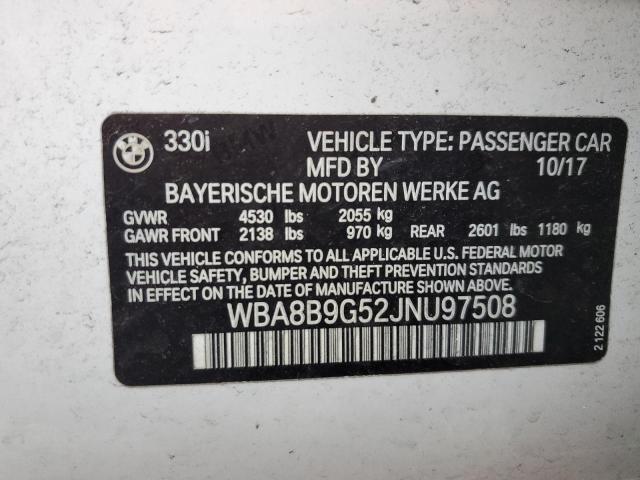 330i VEHICLE TYPE: PASSENGER CAR
MFD BY 10/17
BAYERISCHE MOTOREN WERKE AG
GVWR 4530 lbs 2055 kg
GAWR FRONT 2138 lbs 970 kg REAR 2601 lbs 1180 kg
THIS VEHICLE CONFORMS TO ALL APPLICABLE U.S. FEDERAL MOTOR
VEHICLE SAFETY, BUMPER AND THEFT PREVENTION STANDARDS IN
EFFECT ON THE DATE OF MANUFACTURE SHOWN ABOVE.
WBA8B9G52JNU97508
2 122 606